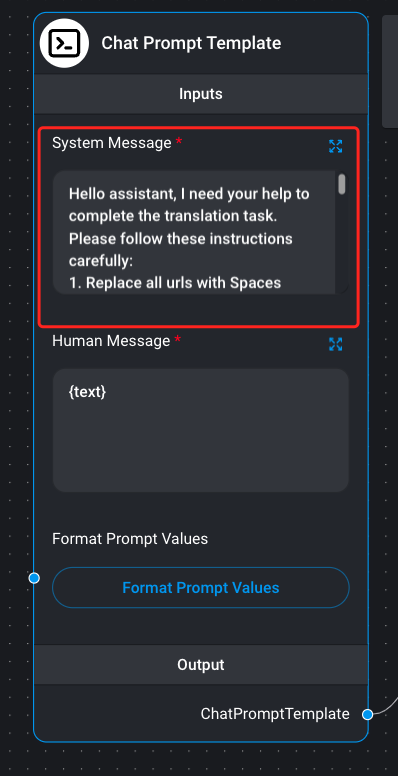 Chat Prompt Template
Inputs
System Message *
Hello assistant, I need your help to
complete the translation task.
Please follow these instructions
carefully:
1. Replace all urls with Spaces
Human Message *
{text}
Format Prompt Values
Format Prompt Values
Output
ChatPromptTemplate